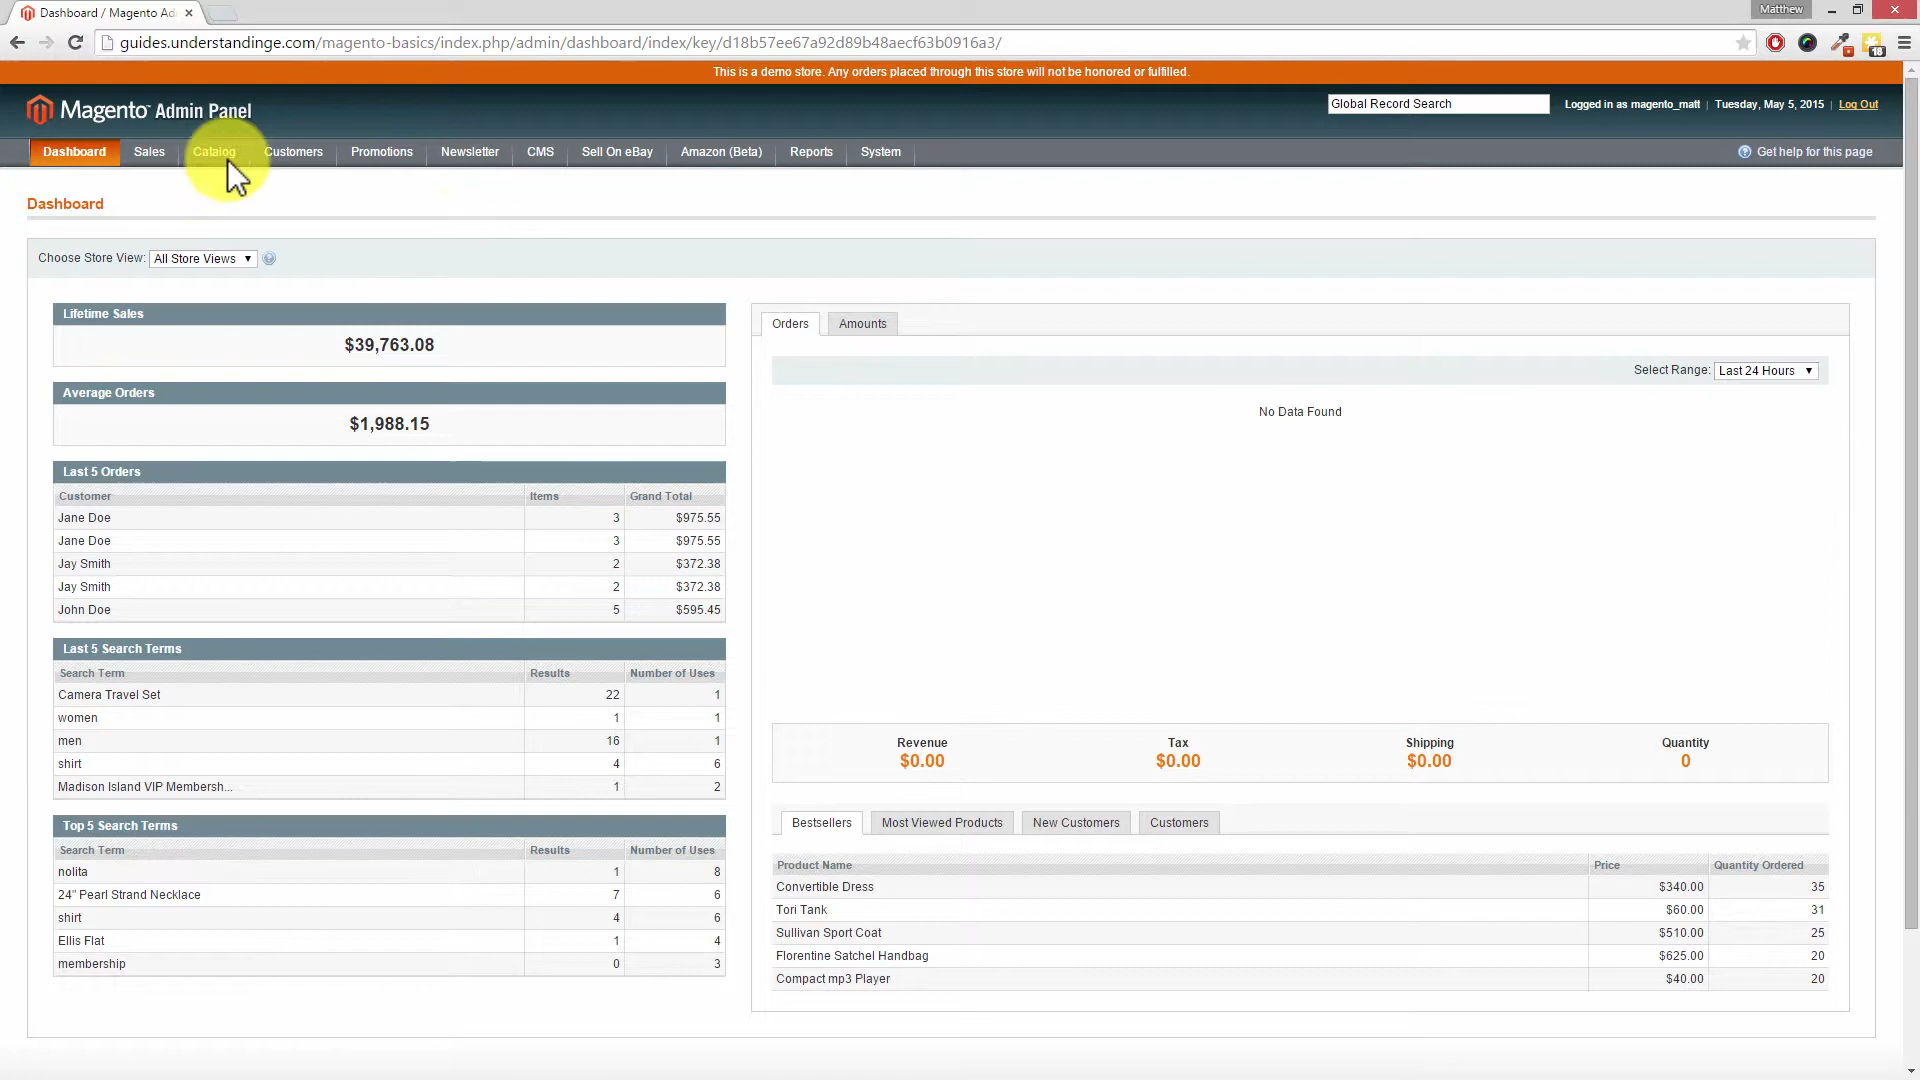 Dashboard / Magento Ad
Matthew
guides.understandinge.com/magento-basics/index.php/admin/dashboard/index/key/d18b57ee67a92d89b48aecf63b0916a3/
18
This is a demo store. Any orders placed through this store will not be honored or fulfilled.
Magento™ Admin Panel
Global Record Search
Logged in as magento_matt | Tuesday, May 5, 2015 | Log Out
Dashboard Sales Catalog Customers Promotions Newsletter CMS Sell On eBay Amazon (Beta) Reports System
Get help for this page
Dashboard
Choose Store View: All Store Views
Lifetime Sales
$39,763.08
Average Orders
$1,988.15
Last 5 Orders
Customer Items Grand Total
Jane Doe 3 $975.55
Jane Doe 3 $975.55
Jay Smith 2 $372.38
Jay Smith 2 $372.38
John Doe 5 $595.45
Last 5 Search Terms
Search Term Results Number of Uses
Camera Travel Set 22 1
women 1 1
men 16 1
shirt 4 6
Madison Island VIP Membersh... 1 2
Top 5 Search Terms
Search Term Results Number of Uses
nolita 1 8
24" Pearl Strand Necklace 7 6
shirt 4 6
Ellis Flat 1 4
membership 0 3
Orders Amounts
Select Range: Last 24 Hours
No Data Found
Revenue Tax Shipping Quantity
$0.00 $0.00 $0.00 0
Bestsellers Most Viewed Products New Customers Customers
Product Name Price Quantity Ordered
Convertible Dress $340.00 35
Tori Tank $60.00 31
Sullivan Sport Coat $510.00 25
Florentine Satchel Handbag $625.00 20
Compact mp3 Player $40.00 20